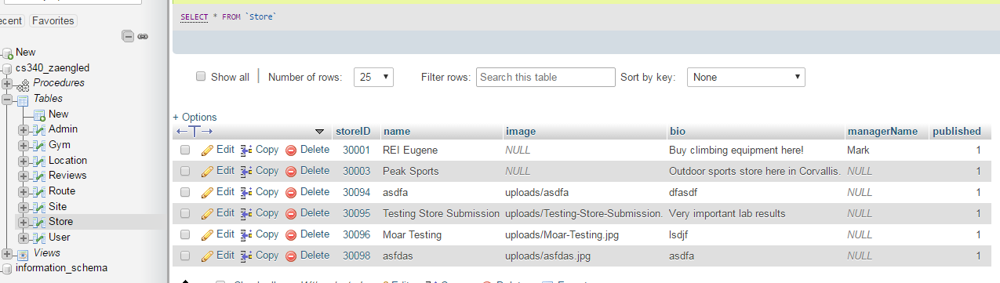 ecent Favorites
New
cs340_zaengled
Procedures
Tables
New
Admin
Gym
Location
Reviews
Route
Site
Store
User
Views
information_schema
SELECT * FROM `Store`
Show all Number of rows: 25 Filter rows: Search this table Sort by key: None
+ Options
storeID name image bio managerName published
Edit Copy Delete 30001 REI Eugene NULL Buy climbing equipment here! Mark 1
Edit Copy Delete 30003 Peak Sports NULL Outdoor sports store here in Corvallis. NULL 1
Edit Copy Delete 30094 asdfa uploads/asdfa dfasdf NULL 1
Edit Copy Delete 30095 Testing Store Submission uploads/Testing-Store-Submission. Very important lab results NULL 1
Edit Copy Delete 30096 Moar Testing uploads/Moar-Testing.jpg lsdjf NULL 1
Edit Copy Delete 30098 asfdas uploads/asfdas.jpg asdfa NULL 1